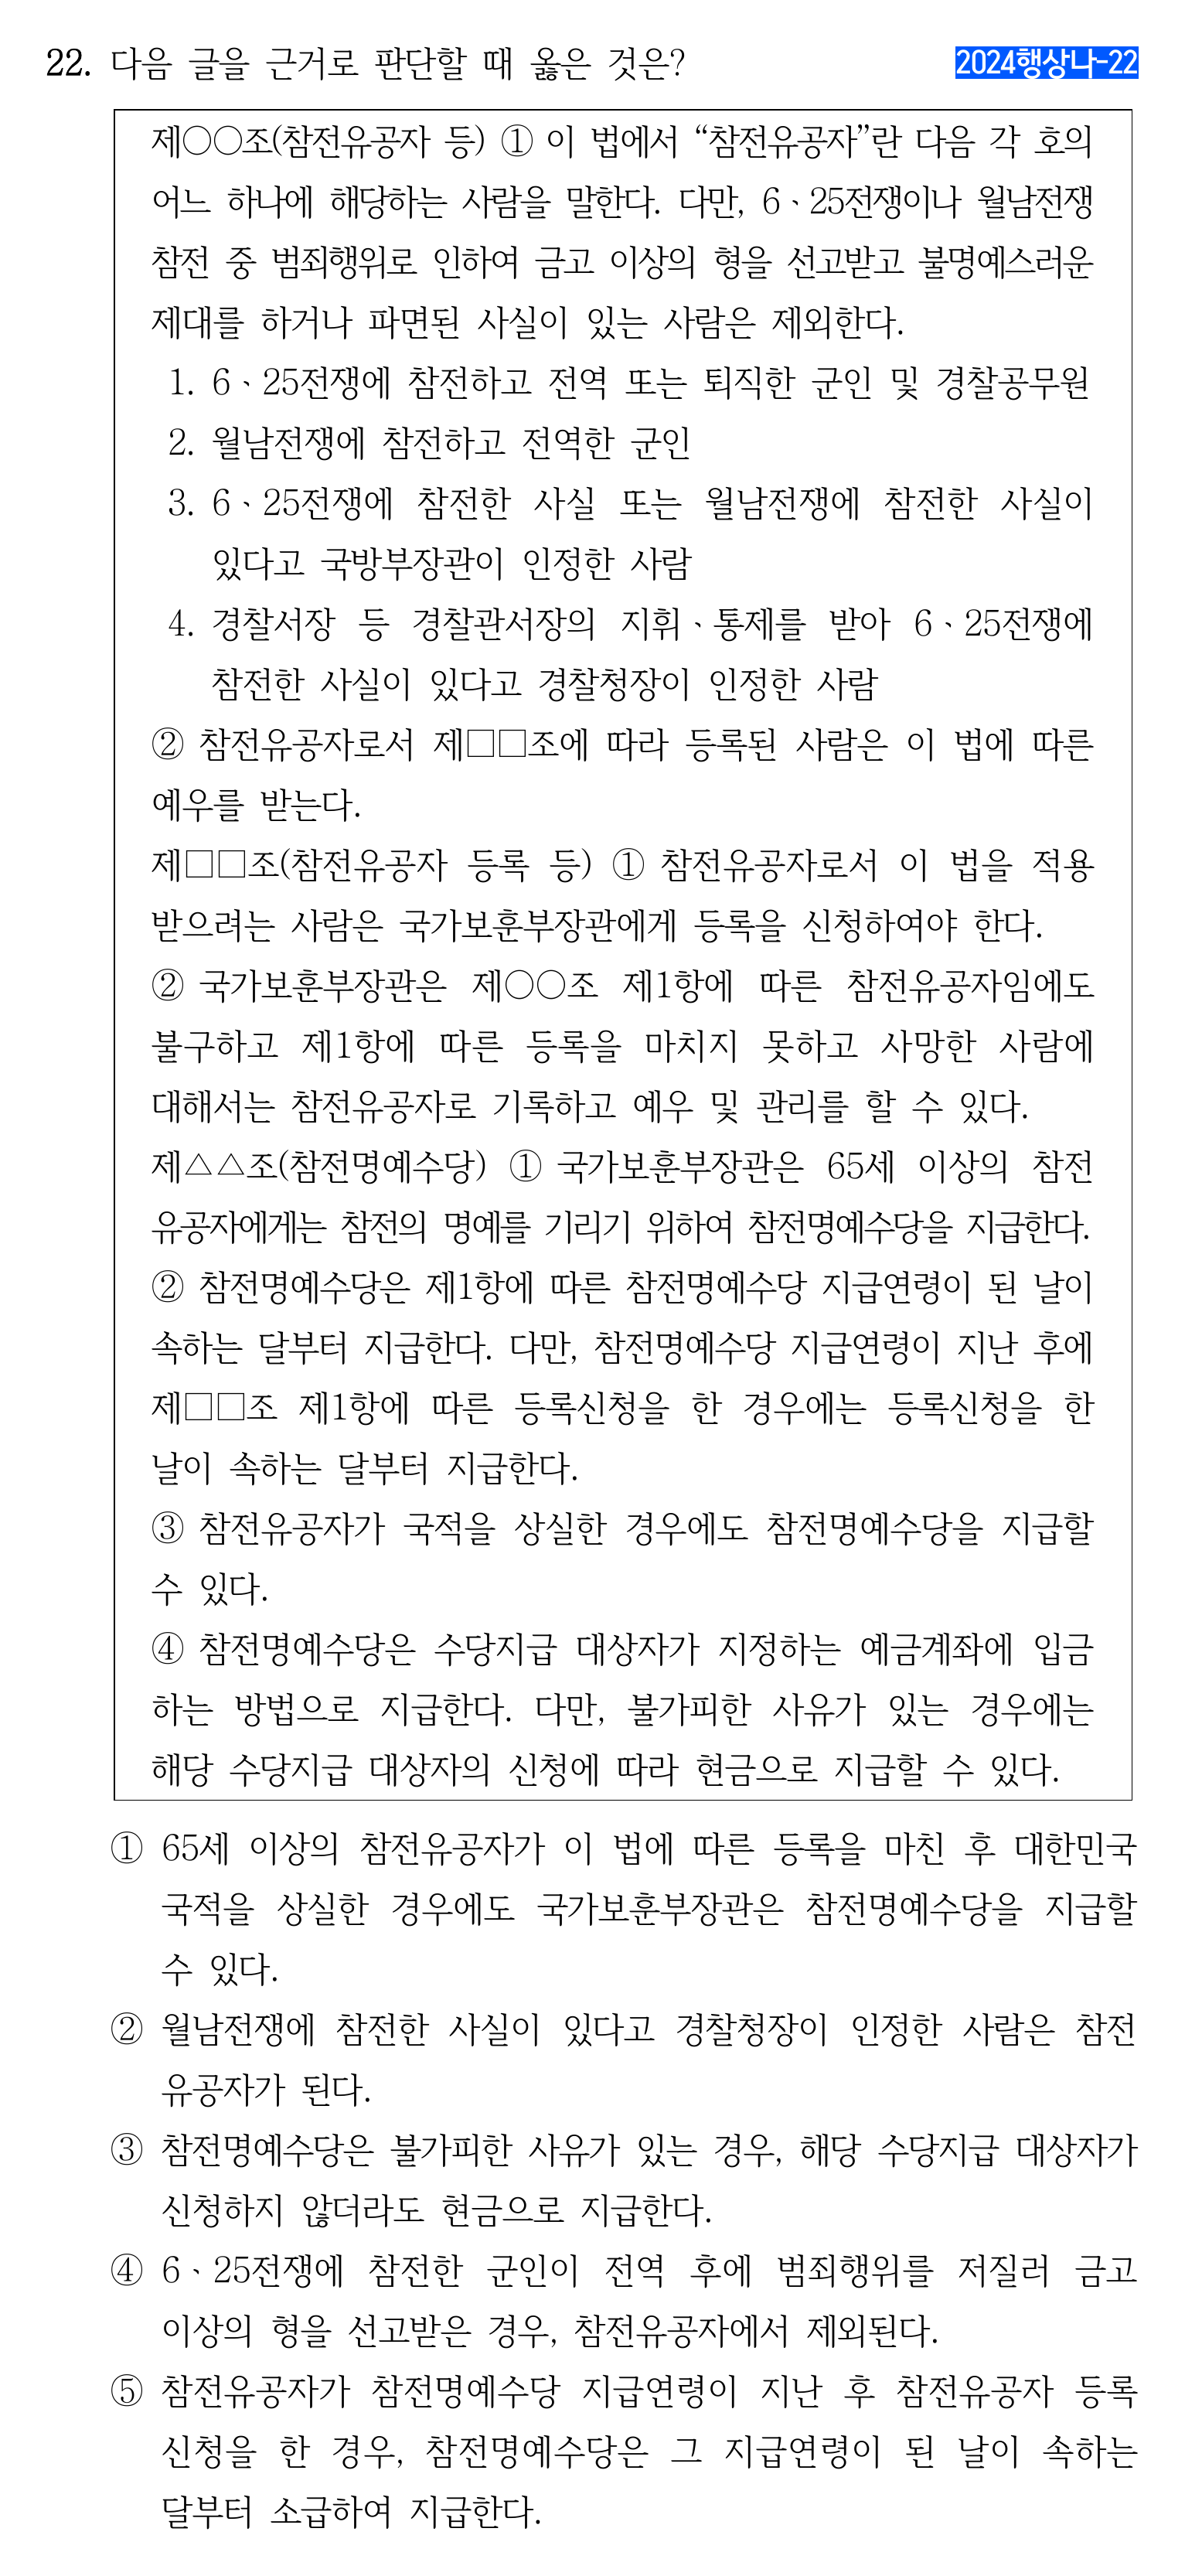 22. 다음 글을 근거로 판단할 때 옳은 것은?
2024행상나-22
제○○조(참전유공자 등) ① 이 법에서 “참전유공자”란 다음 각 호의
어느 하나에 해당하는 사람을 말한다. 다만, 6ㆍ25전쟁이나 월남전쟁
참전 중 범죄행위로 인하여 금고 이상의 형을 선고받고 불명예스러운
제대를 하거나 파면된 사실이 있는 사람은 제외한다.
1. 6ㆍ25전쟁에 참전하고 전역 또는 퇴직한 군인 및 경찰공무원
2. 월남전쟁에 참전하고 전역한 군인
3. 6ㆍ25전쟁에 참전한 사실 또는 월남전쟁에 참전한 사실이
있다고 국방부장관이 인정한 사람
4. 경찰서장 등 경찰관서장의 지휘ㆍ통제를 받아 6ㆍ25전쟁에
참전한 사실이 있다고 경찰청장이 인정한 사람
② 참전유공자로서 제□□조에 따라 등록된 사람은 이 법에 따른
예우를 받는다.
제□□조(참전유공자 등록 등) ① 참전유공자로서 이 법을 적용
받으려는 사람은 국가보훈부장관에게 등록을 신청하여야 한다.
② 국가보훈부장관은 제○○조 제1항에 따른 참전유공자임에도
불구하고 제1항에 따른 등록을 마치지 못하고 사망한 사람에
대해서는 참전유공자로 기록하고 예우 및 관리를 할 수 있다.
제△△조(참전명예수당) ① 국가보훈부장관은 65세 이상의 참전
유공자에게는 참전의 명예를 기리기 위하여 참전명예수당을 지급한다.
② 참전명예수당은 제1항에 따른 참전명예수당 지급연령이 된 날이
속하는 달부터 지급한다. 다만, 참전명예수당 지급연령이 지난 후에
제□□조 제1항에 따른 등록신청을 한 경우에는 등록신청을 한
날이 속하는 달부터 지급한다.
③ 참전유공자가 국적을 상실한 경우에도 참전명예수당을 지급할
수 있다.
④ 참전명예수당은 수당지급 대상자가 지정하는 예금계좌에 입금
하는 방법으로 지급한다. 다만, 불가피한 사유가 있는 경우에는
해당 수당지급 대상자의 신청에 따라 현금으로 지급할 수 있다.
① 65세 이상의 참전유공자가 이 법에 따른 등록을 마친 후 대한민국
국적을 상실한 경우에도 국가보훈부장관은 참전명예수당을 지급할
수 있다.
② 월남전쟁에 참전한 사실이 있다고 경찰청장이 인정한 사람은 참전
유공자가 된다.
③ 참전명예수당은 불가피한 사유가 있는 경우, 해당 수당지급 대상자가
신청하지 않더라도 현금으로 지급한다.
④ 6ㆍ25전쟁에 참전한 군인이 전역 후에 범죄행위를 저질러 금고
이상의 형을 선고받은 경우, 참전유공자에서 제외된다.
⑤ 참전유공자가 참전명예수당 지급연령이 지난 후 참전유공자 등록
신청을 한 경우, 참전명예수당은 그 지급연령이 된 날이 속하는
달부터 소급하여 지급한다.